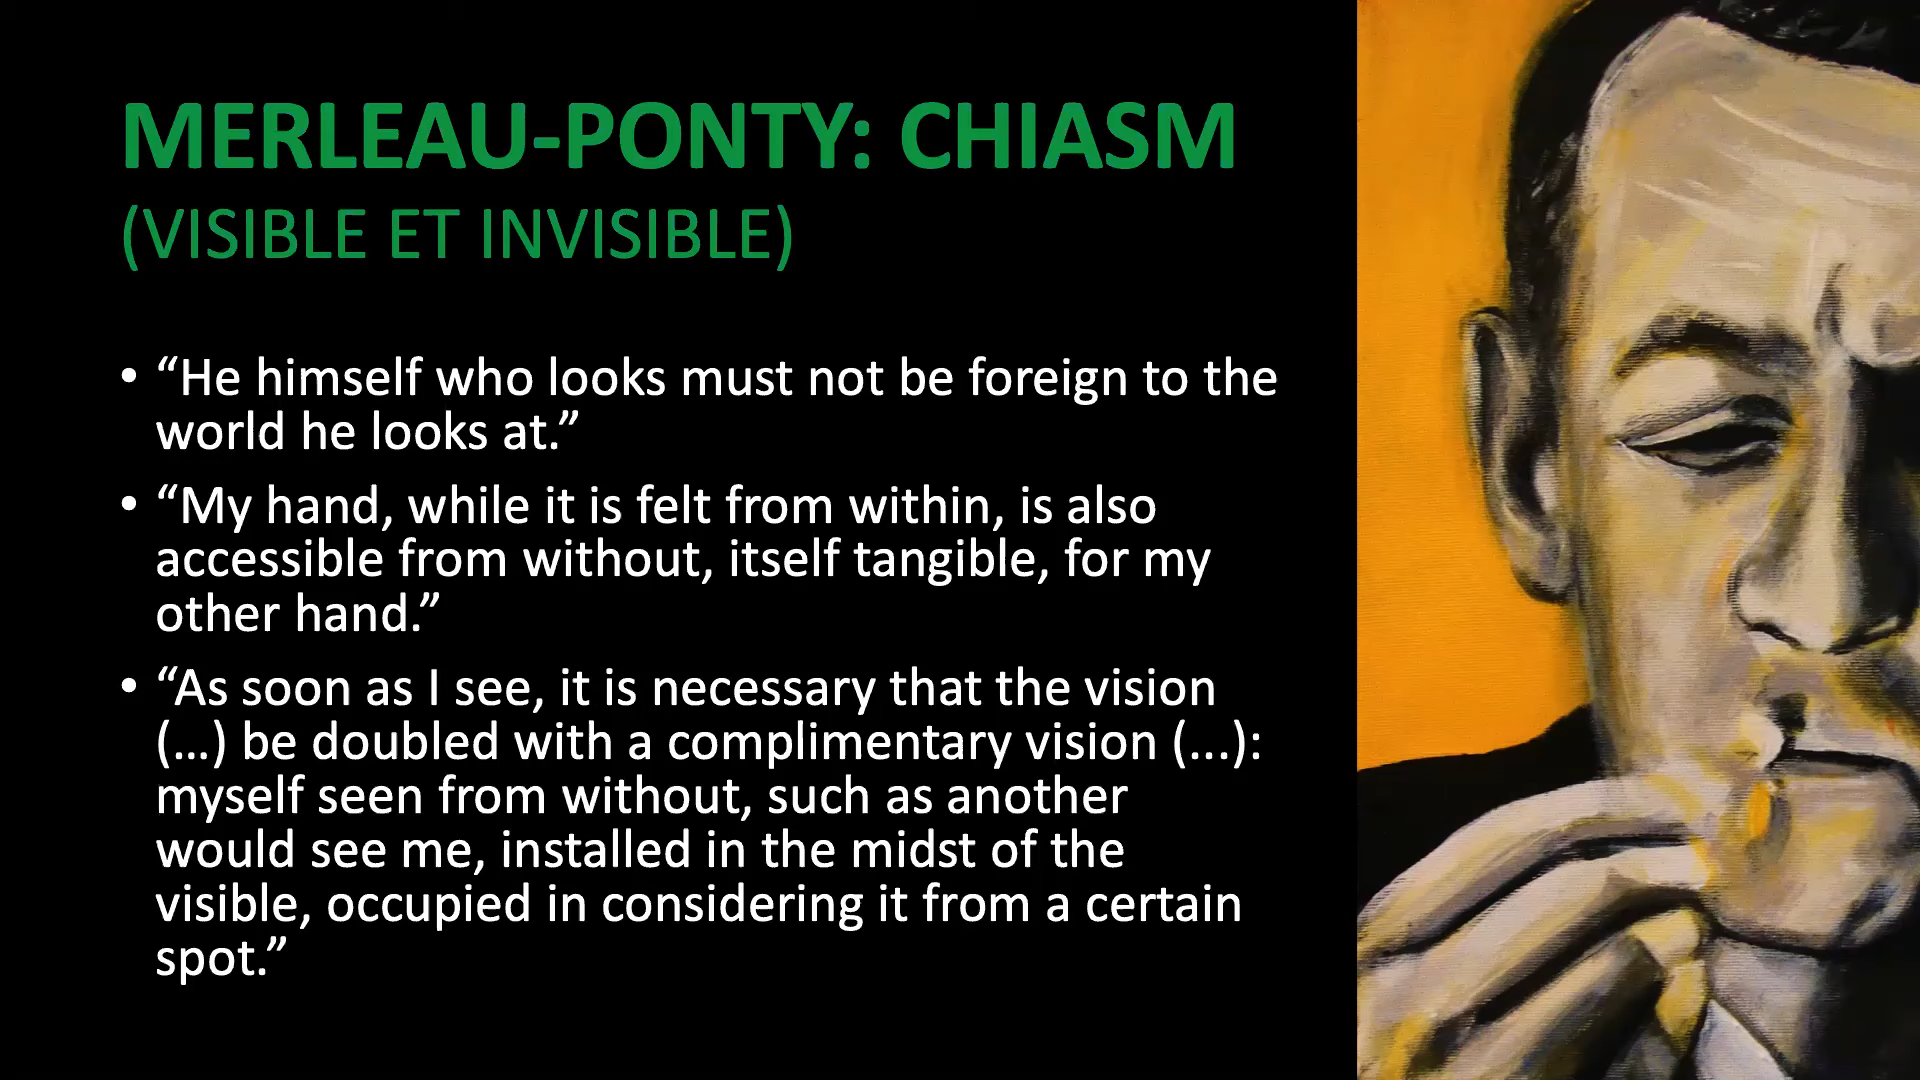 MERLEAU-PONTY: CHIASM
(VISIBLE ET INVISIBLE)
• “He himself who looks must not be foreign to the
world he looks at.”
• “My hand, while it is felt from within, is also
accessible from without, itself tangible, for my
other hand.”
• “As soon as I see, it is necessary that the vision
(…) be doubled with a complimentary vision (...):
myself seen from without, such as another
would see me, installed in the midst of the
visible, occupied in considering it from a certain
spot.”